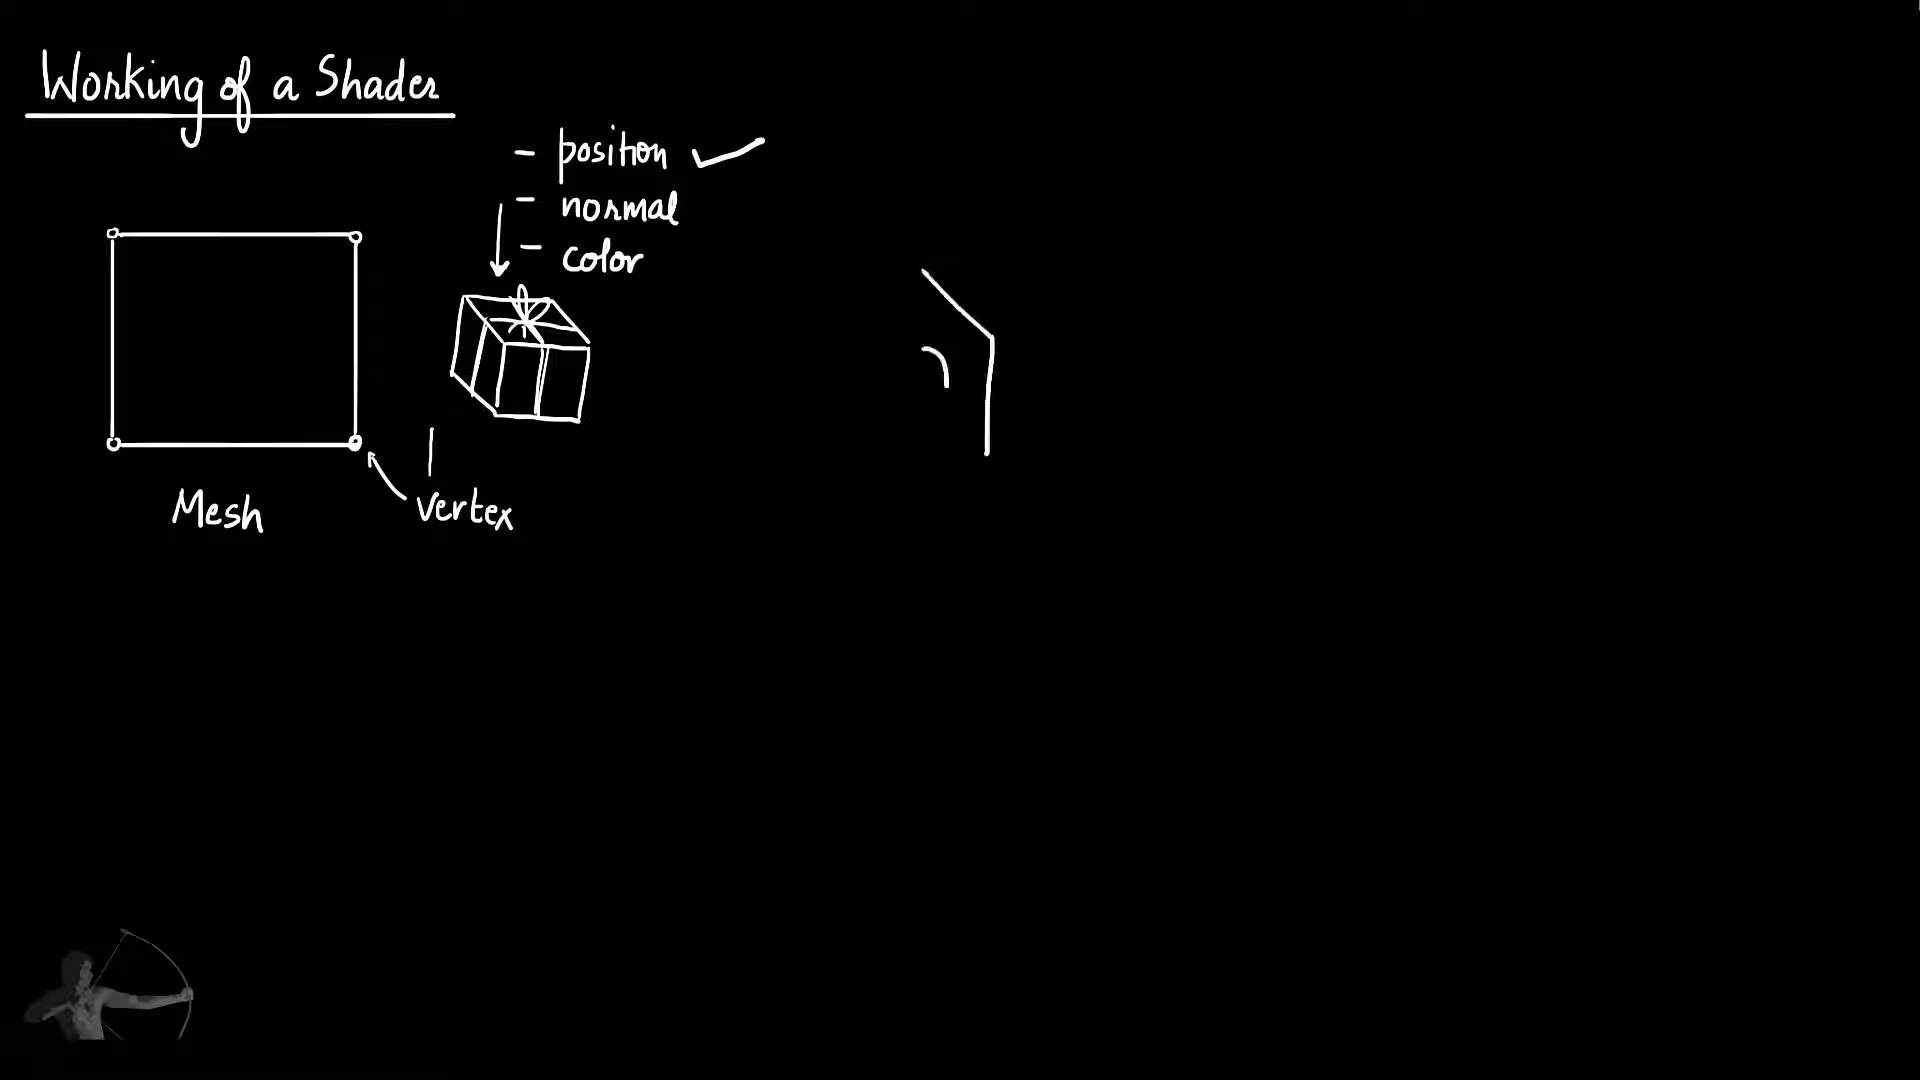 Working of a Shader
- position
- normal
- color
Mesh
vertex